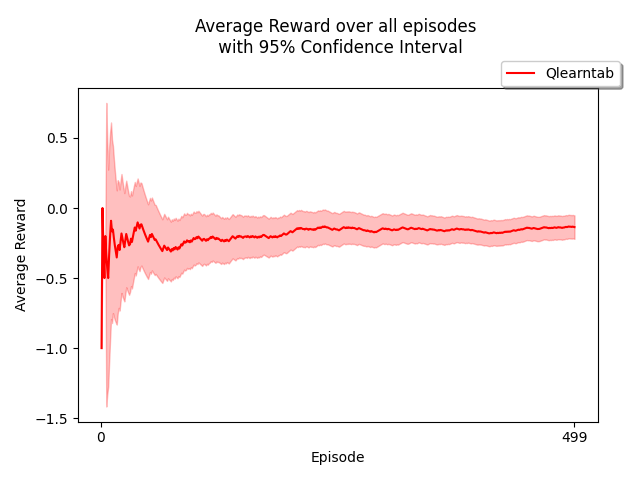 Average Reward over all episodes
with 95% Confidence Interval
Qlearntab
0.5
0.0
−0.5
−1.0
−1.5
Average Reward
0
499
Episode